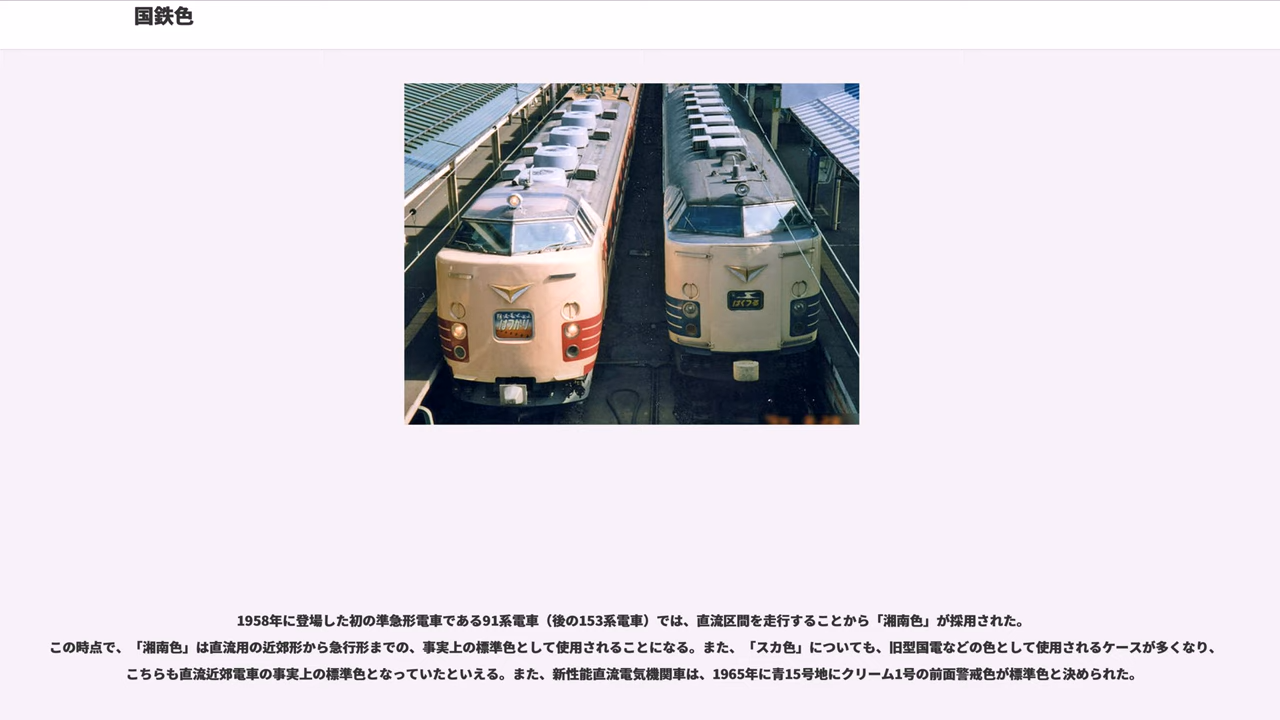 国鉄色
はつかり
はくつる
1958年に登場した初の準急形電車である91系電車（後の153系電車）では、直流区間を走行することから「湘南色」が採用された。
この時点で、「湘南色」は直流用の近郊形から急行形までの、事実上の標準色として使用されることになる。また、「スカ色」についても、旧型国電などの色として使用されるケースが多くなり、
こちらも直流近郊電車の事実上の標準色となっていたといえる。また、新性能直流電気機関車は、1965年に青15号地にクリーム1号の前面警戒色が標準色と決められた。